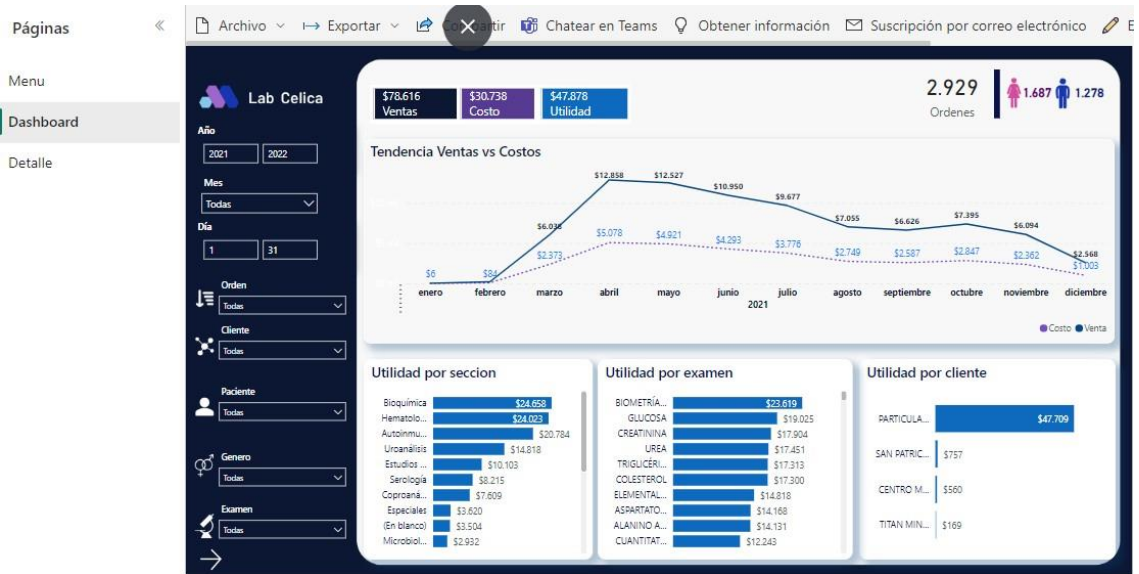 Páginas
Menu
Dashboard
Detalle
Archivo
Exportar
Chatear en Teams
Obtener información
Suscripción por correo electrónico
Lab Celica
Año
2021 2022
Mes
Todas
Día
1 31
Orden
Todas
Cliente
Todas
Paciente
Todas
Genero
Todas
Examen
Todas
$78.616 $30.738 $47.878
Ventas Costo Utilidad
2.929 1.687 1.278
Ordenes
Tendencia Ventas vs Costos
$12.858 $12.527
$10.950
$9.677
$7.055 $6.626 $7.395
$6.094
$2.568
$5.078 $4.921 $4.293 $3.776
$2.373 $2.749 $2.587 $2.847 $2.362 $1.003
$6 $84
enero febrero marzo abril mayo junio julio agosto septiembre octubre noviembre diciembre
2021
Costo Venta
Utilidad por seccion
Bioquímica $24.658
Hematolo... $24.023
Autoinmu... $20.784
Uroanálisis $14.818
Estudios ... $10.103
Serología $8.215
Coproaná... $7.609
Especiales $3.620
(En blanco) $3.504
Microbiol... $2.932
Utilidad por examen
BIOMETRÍA... $23.619
GLUCOSA $19.025
CREATININA $17.904
UREA $17.451
TRIGLICÉRI... $17.313
COLESTEROL $17.300
ELEMENTAL... $14.818
ASPARTATO... $14.168
ALANINO A... $14.131
CUANTITAT... $12.243
Utilidad por cliente
PARTICULA... $47.709
SAN PATRIC... $757
CENTRO M... $560
TITAN MIN... $169